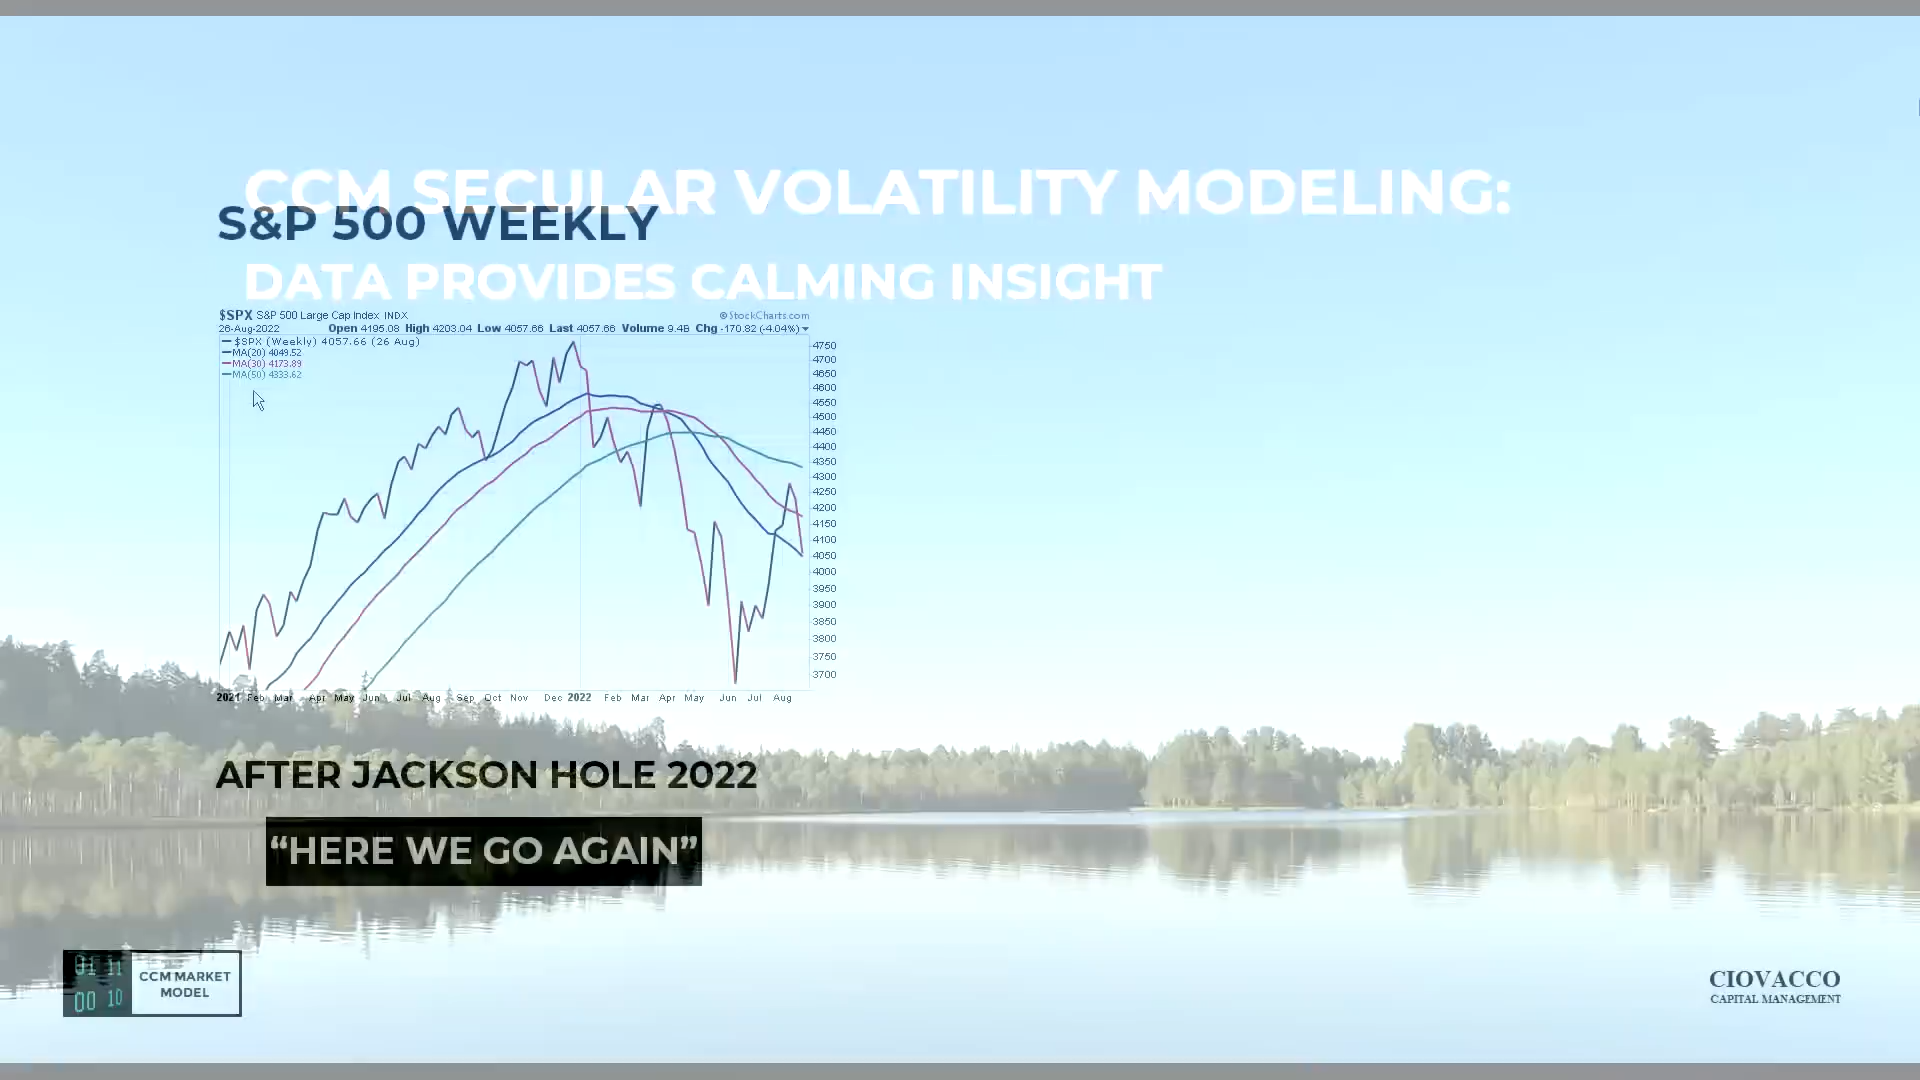 CCM SECULAR VOLATILITY MODELING:
S&P 500 WEEKLY
DATA PROVIDES CALMING INSIGHT
$SPX S&P 500 Large Cap Index INDX
© StockCharts.com
26-Aug-2022 Open 4195.08 High 4203.04 Low 4057.66 Last 4057.66 Volume 9.4B Chg -170.82 (-4.04%)
$SPX (Weekly) 4057.66 (26 Aug)
MA(20) 4049.52
MA(30) 4173.89
MA(50) 4333.62
4750
4700
4650
4600
4550
4500
4450
4400
4350
4300
4250
4200
4150
4100
4050
4000
3950
3900
3850
3800
3750
3700
2021 Feb Mar Apr May Jun Jul Aug Sep Oct Nov Dec 2022 Feb Mar Apr May Jun Jul Aug
AFTER JACKSON HOLE 2022
“HERE WE GO AGAIN”
01 11
00 10
CCM MARKET
MODEL
CIOVACCO
CAPITAL MANAGEMENT